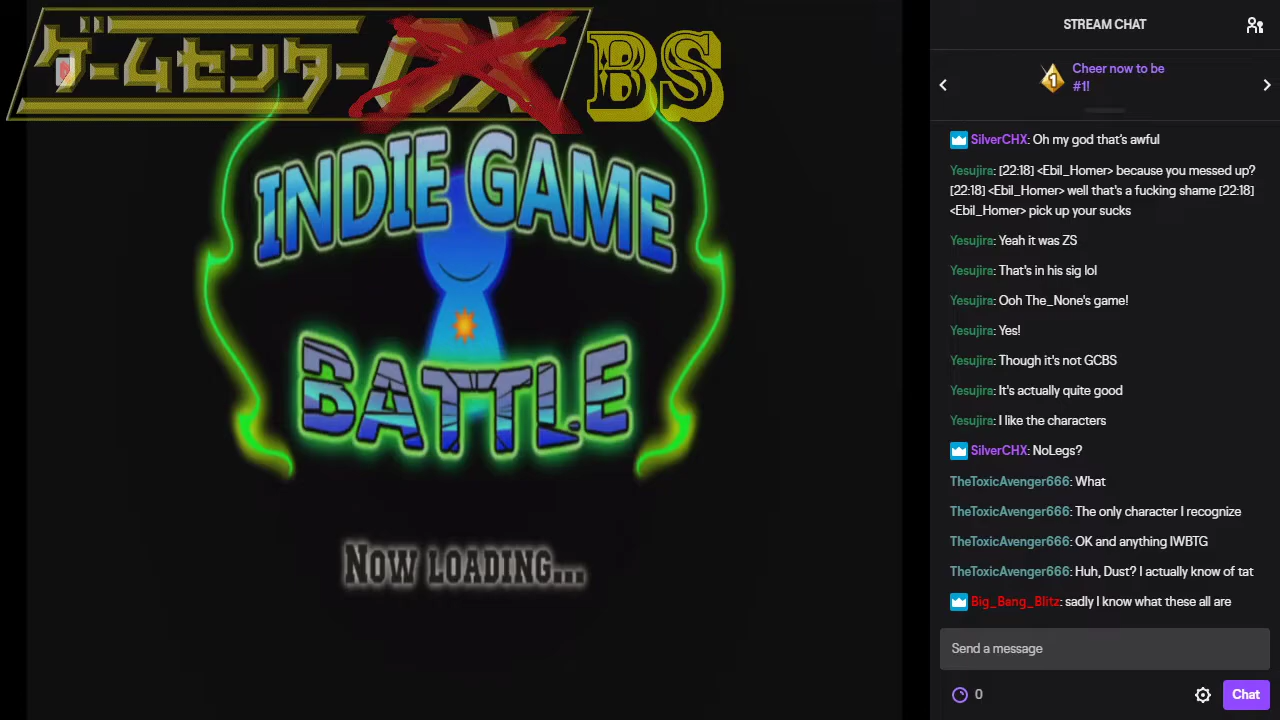 ゲームセンターDX BS
INDIE GAME
BATTLE
NOW LOADING...
STREAM CHAT
1
Cheer now to be
#1!
SilverCHX: Oh my god that's awful
Yesujira: [22:18] <Ebil_Homer> because you messed up?
[22:18] <Ebil_Homer> well that's a fucking shame [22:18]
<Ebil_Homer> pick up your sucks
Yesujira: Yeah it was ZS
Yesujira: That's in his sig lol
Yesujira: Ooh The_None's game!
Yesujira: Yes!
Yesujira: Though it's not GCBS
Yesujira: It's actually quite good
Yesujira: I like the characters
SilverCHX: NoLegs?
TheToxicAvenger666: What
TheToxicAvenger666: The only character I recognize
TheToxicAvenger666: OK and anything IWBTG
TheToxicAvenger666: Huh, Dust? I actually know of tat
Big_Bang_Blitz: sadly I know what these all are
Send a message
0
Chat